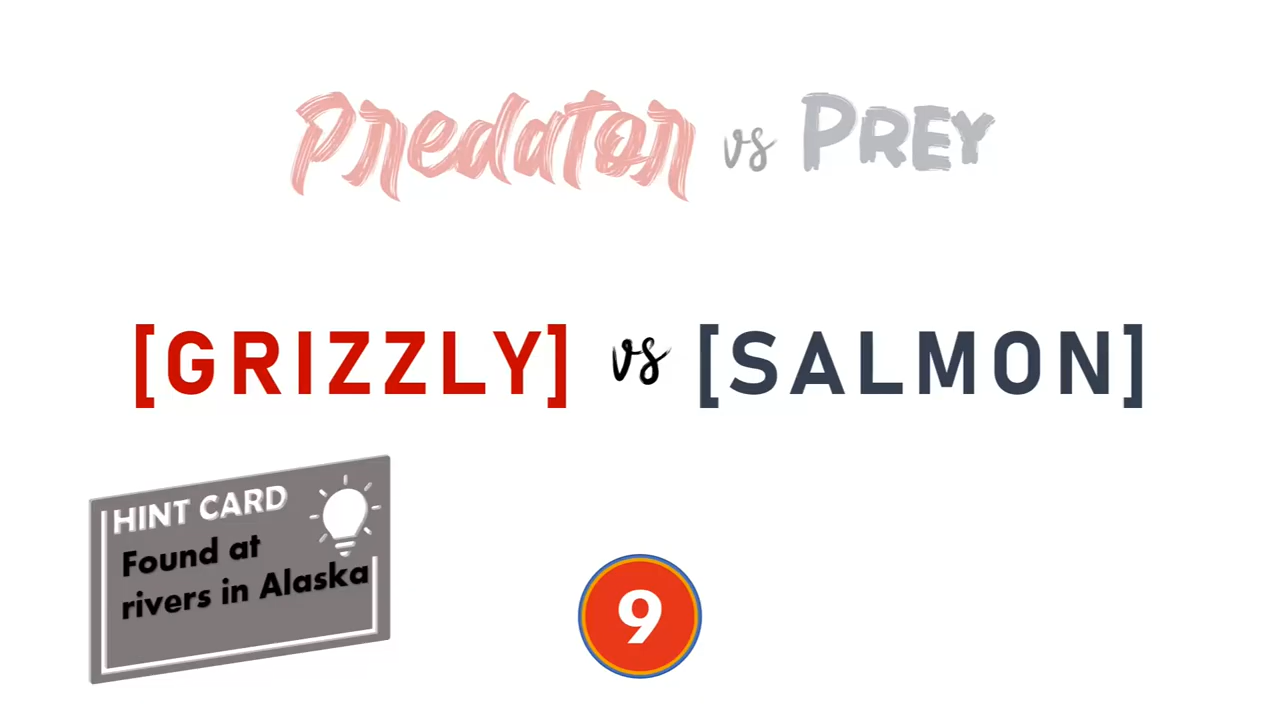 Predator vs PREY
[GRIZZLY] vs [SALMON]
HINT CARD
Found at
rivers in Alaska
9